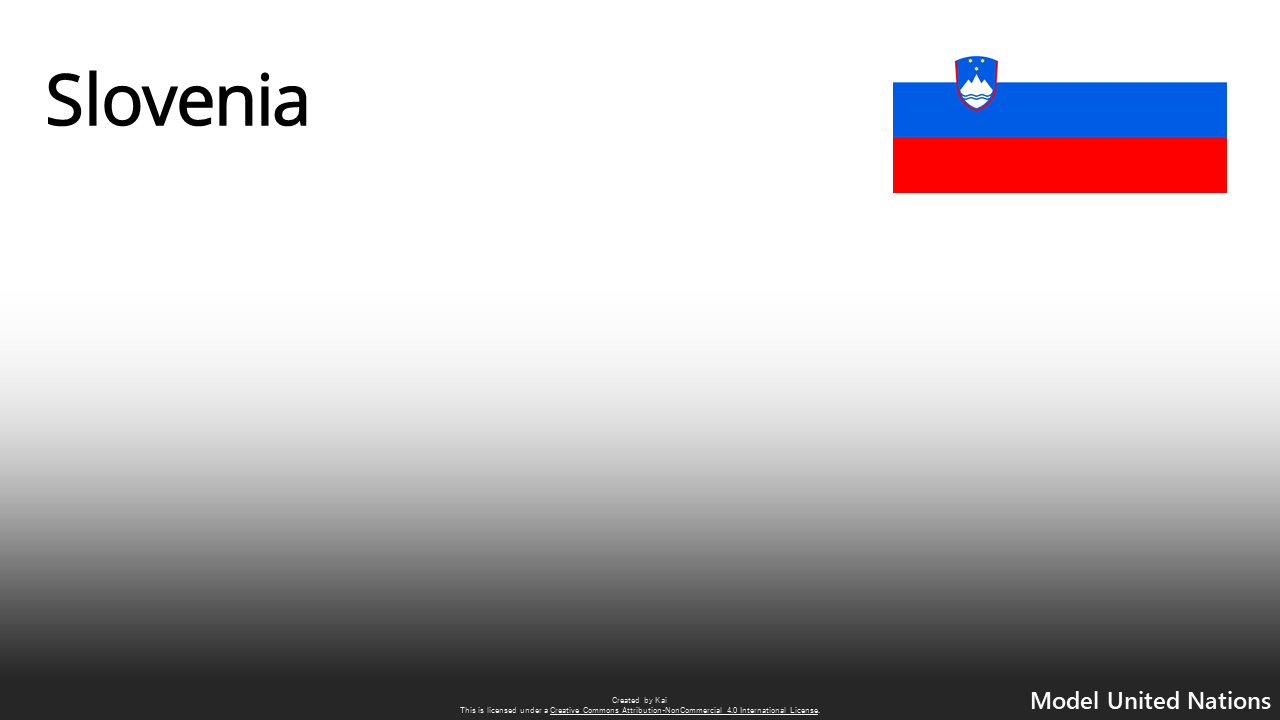 Slovenia
Created by Kai
This is licensed under a Creative Commons Attribution-NonCommercial 4.0 International License.
Model United Nations